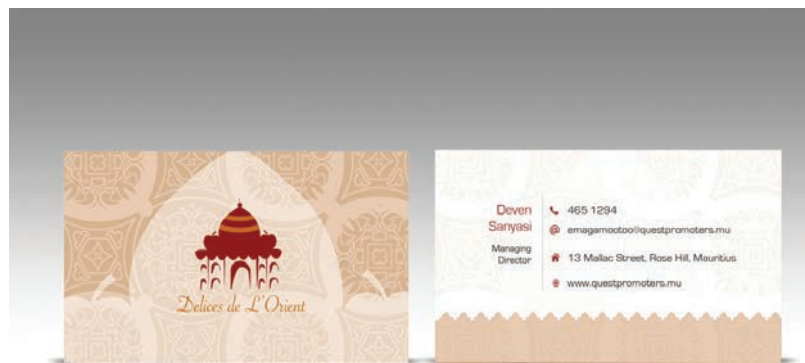 Delices de L'Orient
Deven
Sanyasi
Managing
Director
465 1294
emagamootoo@questpromoters.mu
13 Mallac Street, Rose Hill, Mauritius
www.questpromoters.mu